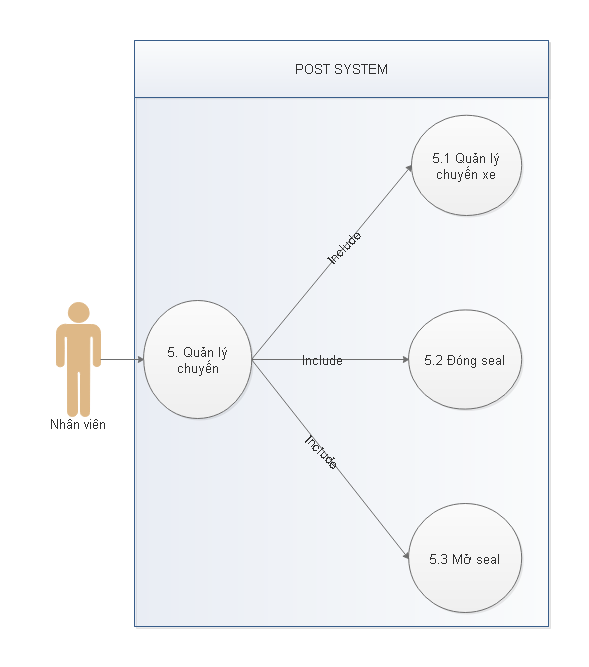 POST SYSTEM
5.1 Quản lý
chuyến xe
Include
5. Quản lý
chuyến
Include
5.2 Đóng seal
Nhân viên
Include
5.3 Mở seal